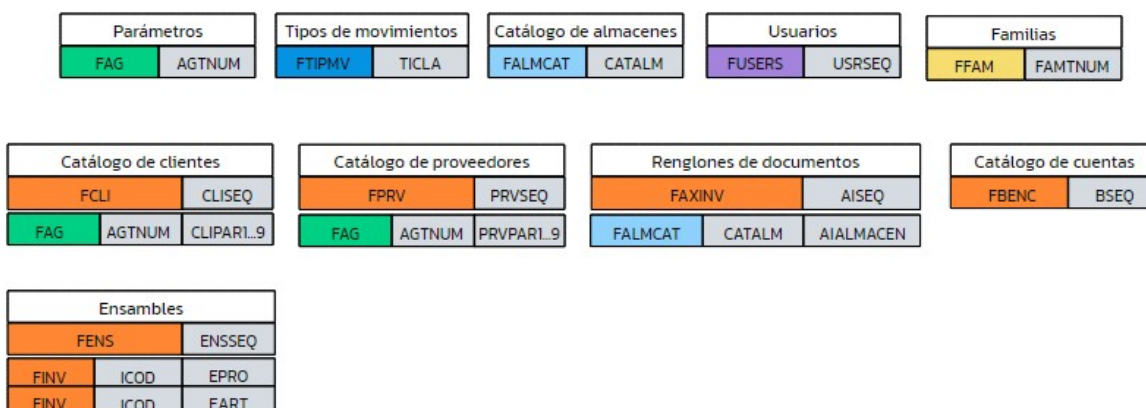 Parámetros
FAG AGTNUM
Tipos de movimientos
FTIPMV TICLA
Catálogo de almacenes
FALMCAT CATALM
Usuarios
FUSERS USRSEQ
Familias
FFAM FAMTNUM
Catálogo de clientes
FCLI CLISEQ
FAG AGTNUM CLIPAR1...9
Catálogo de proveedores
FPRV PRVSEQ
FAG AGTNUM PRVPAR1...9
Renglones de documentos
FAXINV AISEQ
FALMCAT CATALM AIALMACEN
Catálogo de cuentas
FBENC BSEQ
Ensambles
FENS ENSSEQ
FINV ICOD EPRO
FINV ICOD EART